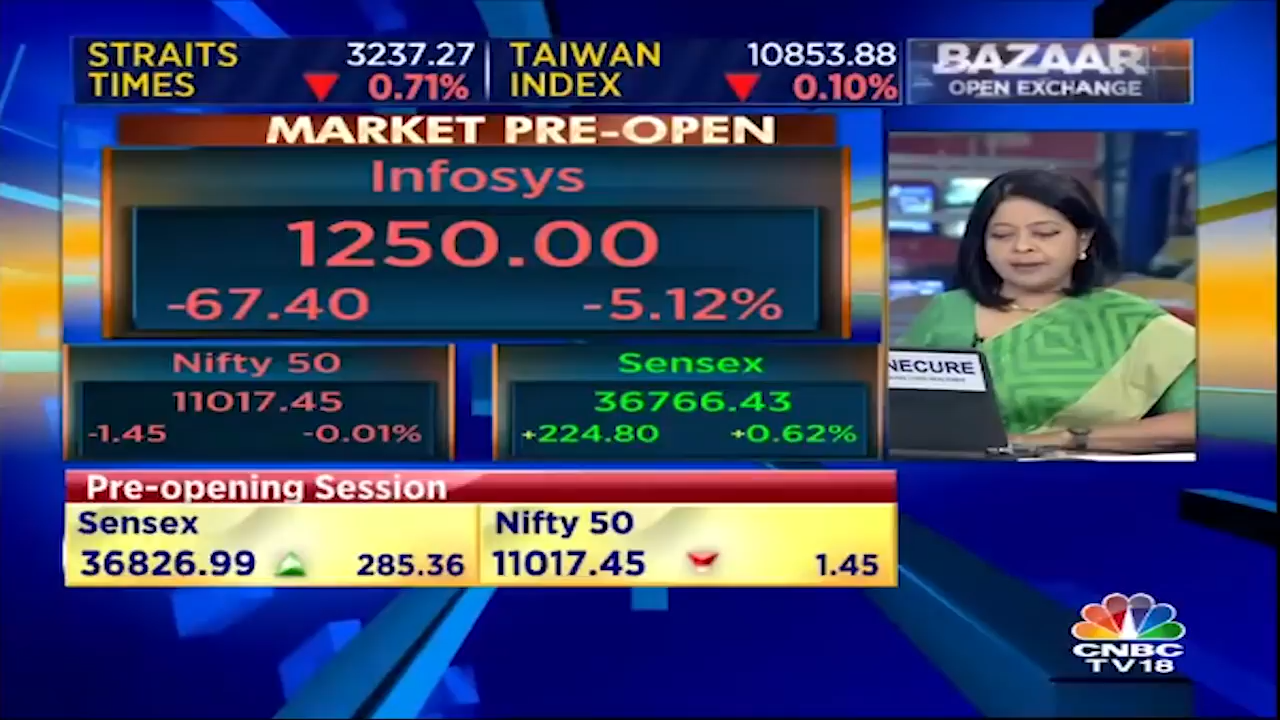 STRAITS TIMES
3237.27
0.71%
TAIWAN INDEX
10853.88
0.10%
BAZAAR
OPEN EXCHANGE
MARKET PRE-OPEN
Infosys
1250.00
-67.40 -5.12%
Nifty 50
11017.45
-1.45 -0.01%
Sensex
36766.43
+224.80 +0.62%
NECURE
Pre-opening Session
Sensex
36826.99 285.36
Nifty 50
11017.45 1.45
CNBC
TV18